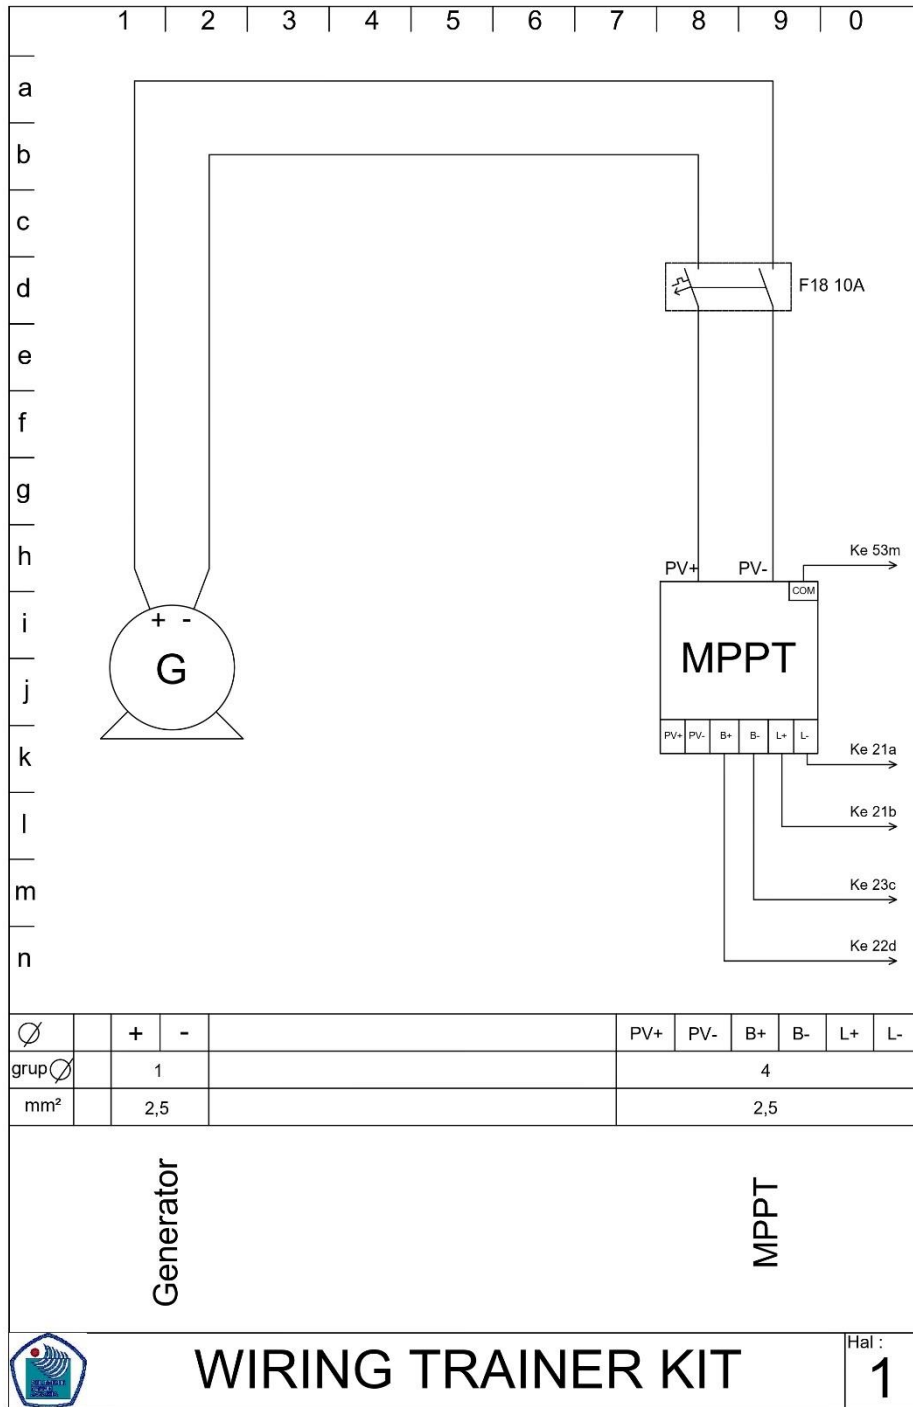 1 2 3 4 5 6 7 8 9 0
a
b
c
d
F18 10A
e
f
g
h
Ke 53m
PV+ PV-
COM
i
+ -
MPPT
G
j
PV+ PV- B+ B- L+ L-
k
Ke 21a
l
Ke 21b
m
Ke 23c
n
Ke 22d
∅ + - PV+ PV- B+ B- L+ L-
grup∅ 1 4
mm² 2,5 2,5
Generator
MPPT
WIRING TRAINER KIT
Hal :
1